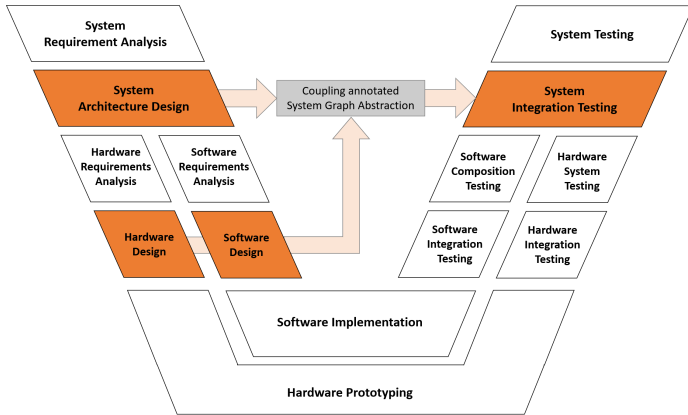 System
Requirement Analysis
System Testing
System
Architecture Design
Coupling annotated
System Graph Abstraction
System
Integration Testing
Hardware
Requirements
Analysis
Software
Requirements
Analysis
Software
Composition
Testing
Hardware
System
Testing
Hardware
Design
Software
Design
Software
Integration
Testing
Hardware
Integration
Testing
Software Implementation
Hardware Prototyping